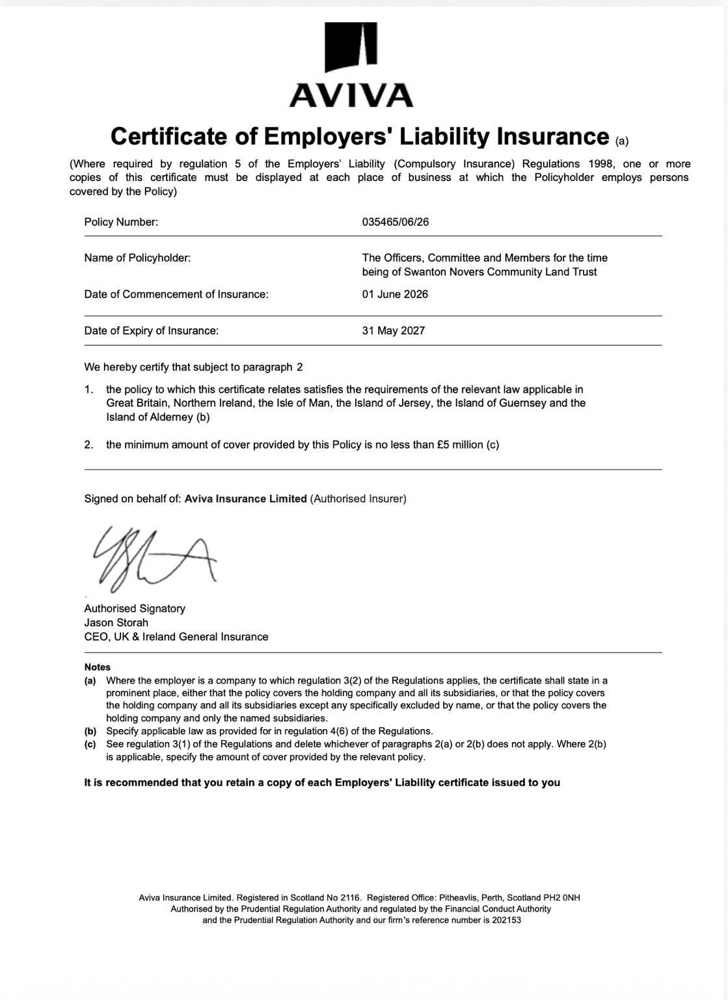 AVIVA
Certificate of Employers' Liability Insurance (a)
(Where required by regulation 5 of the Employers’ Liability (Compulsory Insurance) Regulations 1998, one or more
copies of this certificate must be displayed at each place of business at which the Policyholder employs persons
covered by the Policy)
Policy Number: 035465/06/26
Name of Policyholder: The Officers, Committee and Members for the time
being of Swanton Novers Community Land Trust
Date of Commencement of Insurance: 01 June 2026
Date of Expiry of Insurance: 31 May 2027
We hereby certify that subject to paragraph 2
1. the policy to which this certificate relates satisfies the requirements of the relevant law applicable in
Great Britain, Northern Ireland, the Isle of Man, the Island of Jersey, the Island of Guernsey and the
Island of Alderney (b)
2. the minimum amount of cover provided by this Policy is no less than £5 million (c)
Signed on behalf of: Aviva Insurance Limited (Authorised Insurer)
Authorised Signatory
Jason Storah
CEO, UK & Ireland General Insurance
Notes
(a) Where the employer is a company to which regulation 3(2) of the Regulations applies, the certificate shall state in a
prominent place, either that the policy covers the holding company and all its subsidiaries, or that the policy covers
the holding company and all its subsidiaries except any specifically excluded by name, or that the policy covers the
holding company and only the named subsidiaries.
(b) Specify applicable law as provided for in regulation 4(6) of the Regulations.
(c) See regulation 3(1) of the Regulations and delete whichever of paragraphs 2(a) or 2(b) does not apply. Where 2(b)
is applicable, specify the amount of cover provided by the relevant policy.
It is recommended that you retain a copy of each Employers' Liability certificate issued to you
Aviva Insurance Limited. Registered in Scotland No 2116. Registered Office: Pitheavlis, Perth, Scotland PH2 0NH
Authorised by the Prudential Regulation Authority and regulated by the Financial Conduct Authority
and the Prudential Regulation Authority and our firm's reference number is 202153